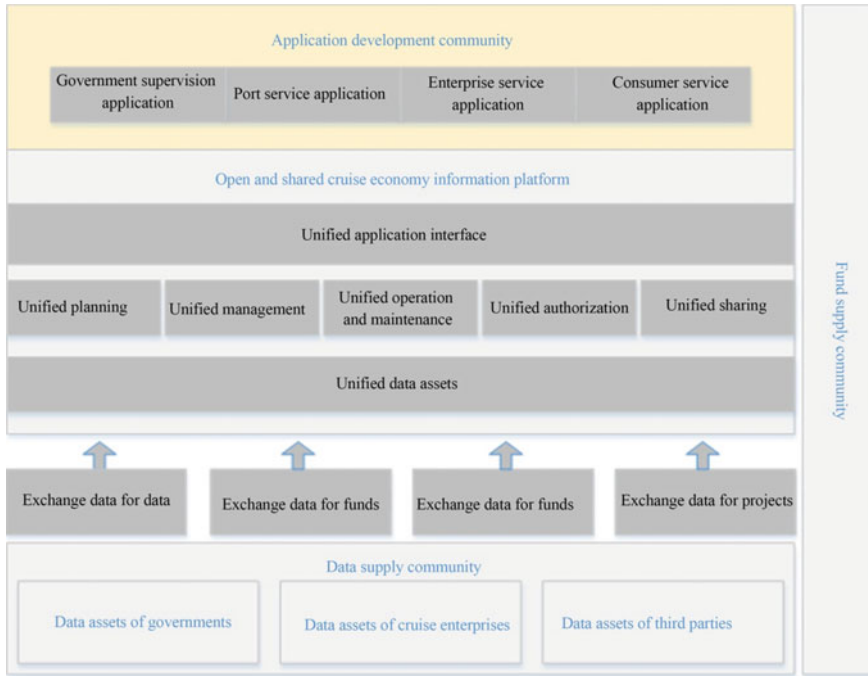 Application development community
Government supervision
application
Port service application
Enterprise service
application
Consumer service
application
Open and shared cruise economy information platform
Unified application interface
Unified planning
Unified management
Unified operation
and maintenance
Unified authorization
Unified sharing
Unified data assets
Exchange data for data
Exchange data for funds
Exchange data for funds
Exchange data for projects
Data supply community
Data assets of governments
Data assets of cruise enterprises
Data assets of third parties
Fund supply community